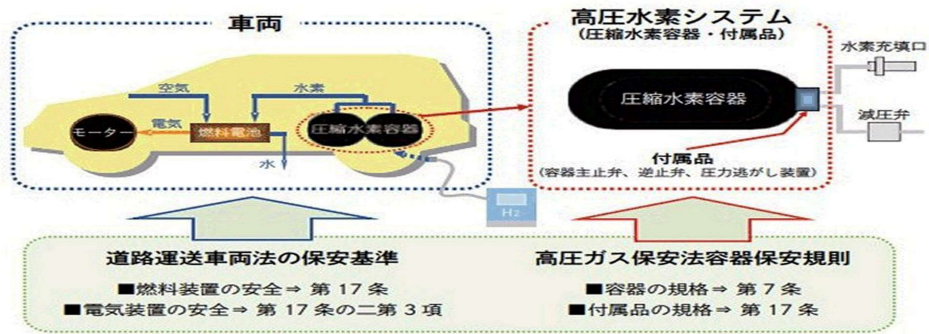 車両
高圧水素システム
(圧縮水素容器・付属品)
水素充填口
空気
水素
圧縮水素容器
モーター
電気
燃料電池
圧縮水素容器
減圧弁
水
付属品
(容器主止弁、逆止弁、圧力逃がし装置)
H2
道路運送車両法の保安基準
高圧ガス保安法容器保安規則
■燃料装置の安全⇒ 第 17 条
■容器の規格⇒ 第 7 条
■電気装置の安全⇒ 第 17 条の二第 3 項
■付属品の規格⇒ 第 17 条